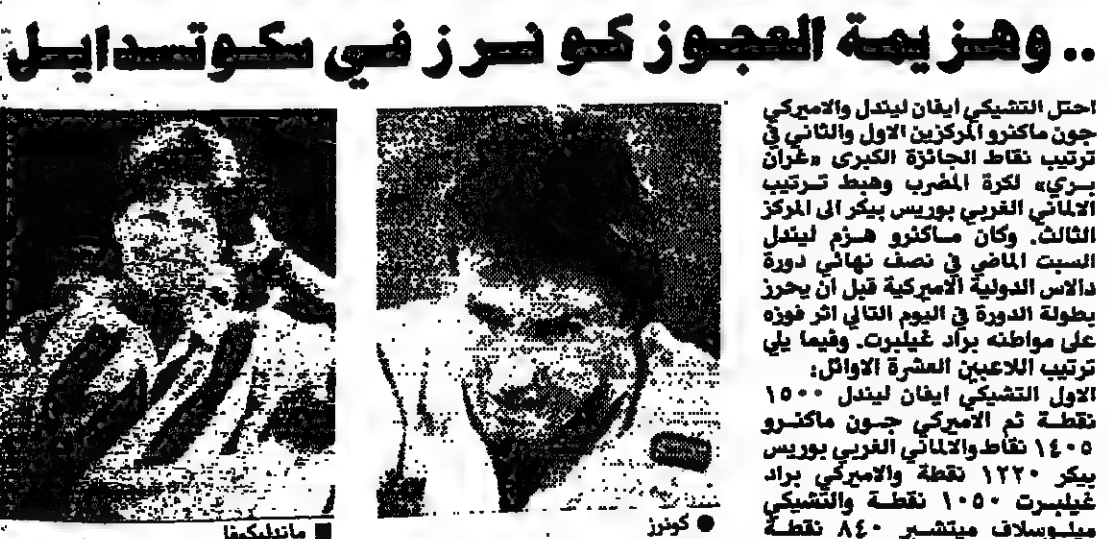 .. وهزيمة العجوز كونرز في سكوتسدايل
احتل التشيكي ايفان ليندل والاميركي
جون ماكنرو المركزين الاول والثاني في
ترتيب نقاط الجائزة الكبرى «غران
بري» لكرة المضرب وهبط ترتيب
الالماني الغربي بوريس بيكر الى المركز
الثالث. وكان ماكنرو هزم ليندل
السبت الماضي في نصف نهائي دورة
دالاس الدولية الاميركية قبل ان يحرز
بطولة الدورة في اليوم التالي اثر فوزه
على مواطنه براد غيلبرت. وفيما يلي
ترتيب اللاعبين العشرة الاوائل:
الاول التشيكي ايفان ليندل ١٥٠٠
نقطة ثم الاميركي جون ماكنرو
١٤٠٥ نقاط والالماني الغربي بوريس
بيكر ١٢٢٠ نقطة والاميركي براد
غيلبرت ١٠٥٠ نقطة والتشيكي
ميلوسلاف ميتشير ٨٤٠ نقطة
● كونرز
■ ماندليكوفا